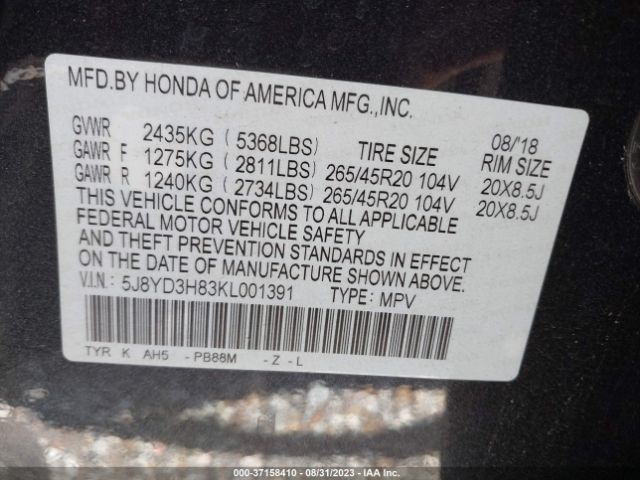 MFD.BY HONDA OF AMERICA MFG.,INC.
08/'18
GVWR 2435KG ( 5368LBS) TIRE SIZE RIM SIZE
GAWR F 1275KG ( 2811LBS) 265/45R20 104V 20X8.5J
GAWR R 1240KG ( 2734LBS) 265/45R20 104V 20X8.5J
THIS VEHICLE CONFORMS TO ALL APPLICABLE
FEDERAL MOTOR VEHICLE SAFETY
AND THEFT PREVENTION STANDARDS IN EFFECT
ON THE DATE OF MANUFACTURE SHOWN ABOVE.
V.I.N.: 5J8YD3H83KL001391 TYPE: MPV
TYR K AH5 -PB88M -Z-L
000-37158410 - 08/31/2023 - IAA Inc.